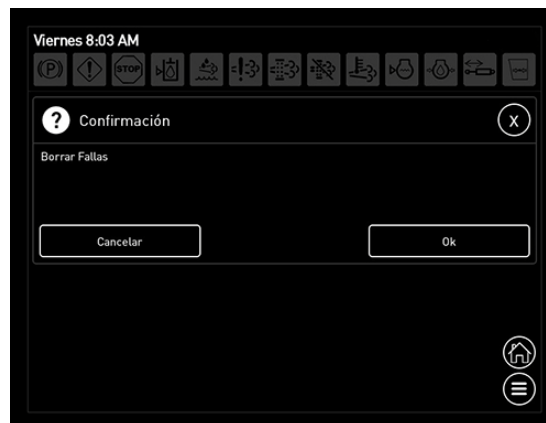 Viernes 8:03 AM
(P) STOP
? Confirmación X
Borrar Fallas
Cancelar Ok